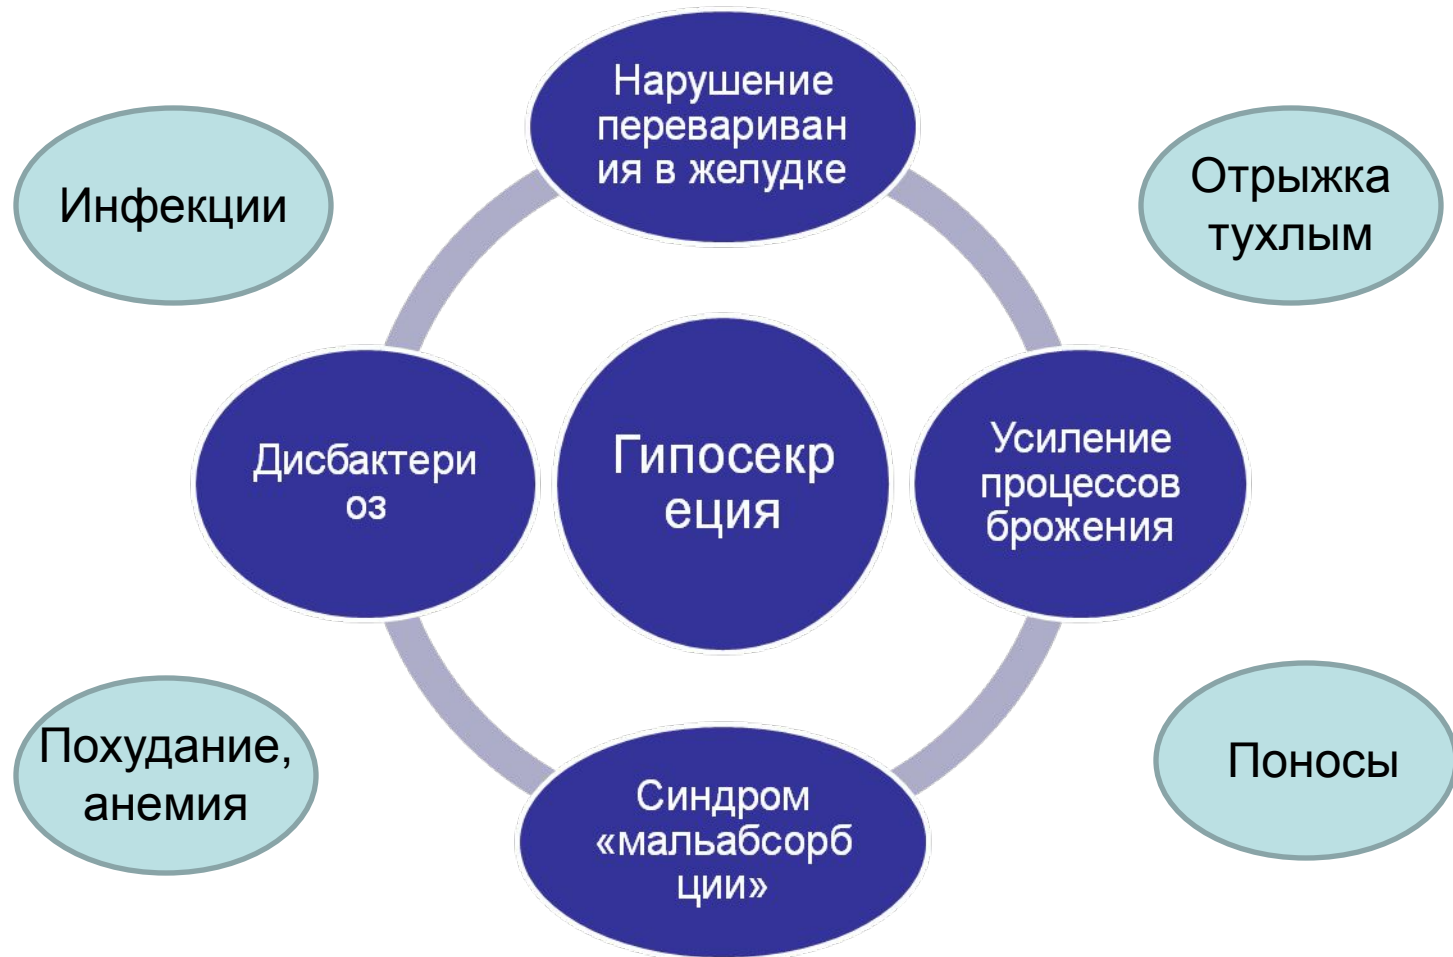 Нарушение
перевариван
ия в желудке
Инфекции
Отрыжка
тухлым
Дисбактери
оз
Гипосекр
еция
Усиление
процессов
брожения
Похудание,
анемия
Синдром
«мальабсорб
ции»
Поносы